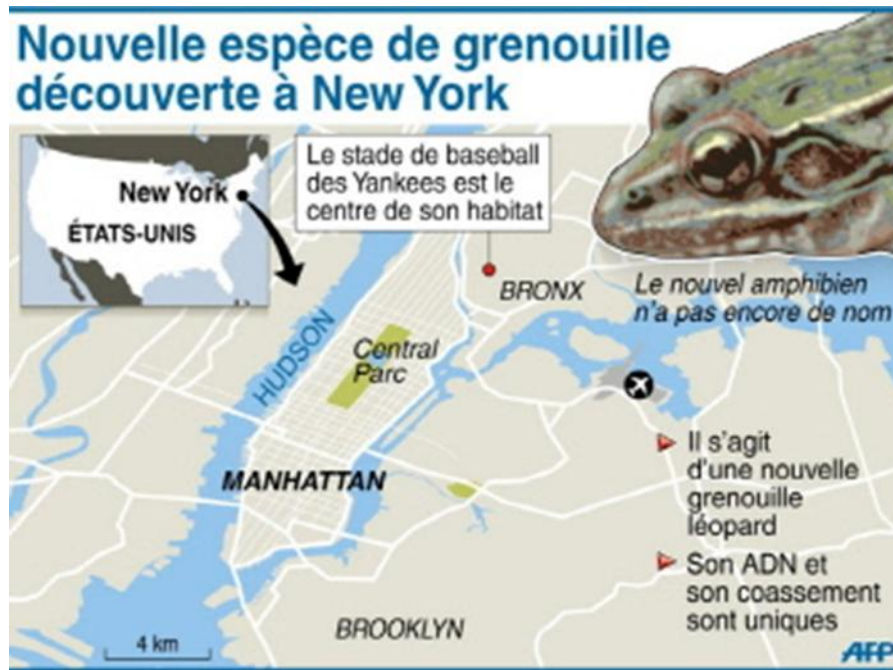 Nouvelle espèce de grenouille
découverte à New York
New York
ÉTATS-UNIS
Le stade de baseball
des Yankees est le
centre de son habitat
BRONX
Le nouvel amphibien
n'a pas encore de nom
HUDSON
Central
Parc
MANHATTAN
Il s'agit
d'une nouvelle
grenouille
léopard
Son ADN et
son coassement
sont uniques
BROOKLYN
4 km
AFP